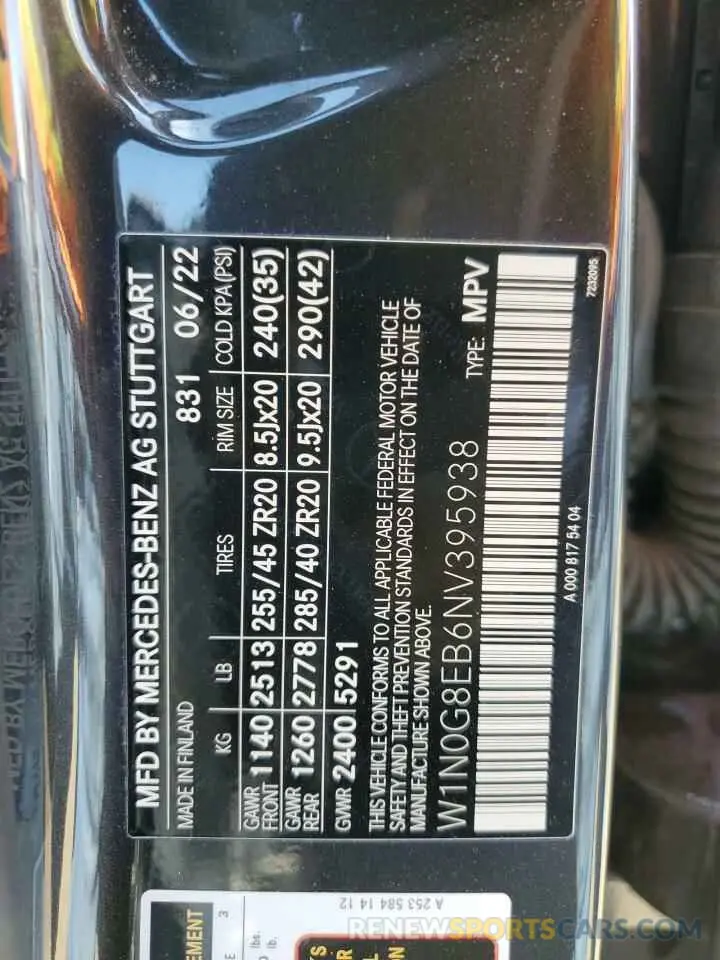 MFD BY MERCEDES-BENZ AG STUTTGART
MADE IN FINLAND 831 06/22
KG LB TIRES RIM SIZE COLD KPA(PSI)
GAWR FRONT 1140 2513 255/45 ZR20 8.5Jx20 240(35)
GAWR REAR 1260 2778 285/40 ZR20 9.5Jx20 290(42)
GVWR 2400 5291
THIS VEHICLE CONFORMS TO ALL APPLICABLE FEDERAL MOTOR VEHICLE
SAFETY AND THEFT PREVENTION STANDARDS IN EFFECT ON THE DATE OF
MANUFACTURE SHOWN ABOVE.
W1N0G8EB6NV395938 TYPE: MPV
A 000 817 54 04
7232095
A 253 584 14 12
3
lbs.
RENEWSPORTSCARS.COM